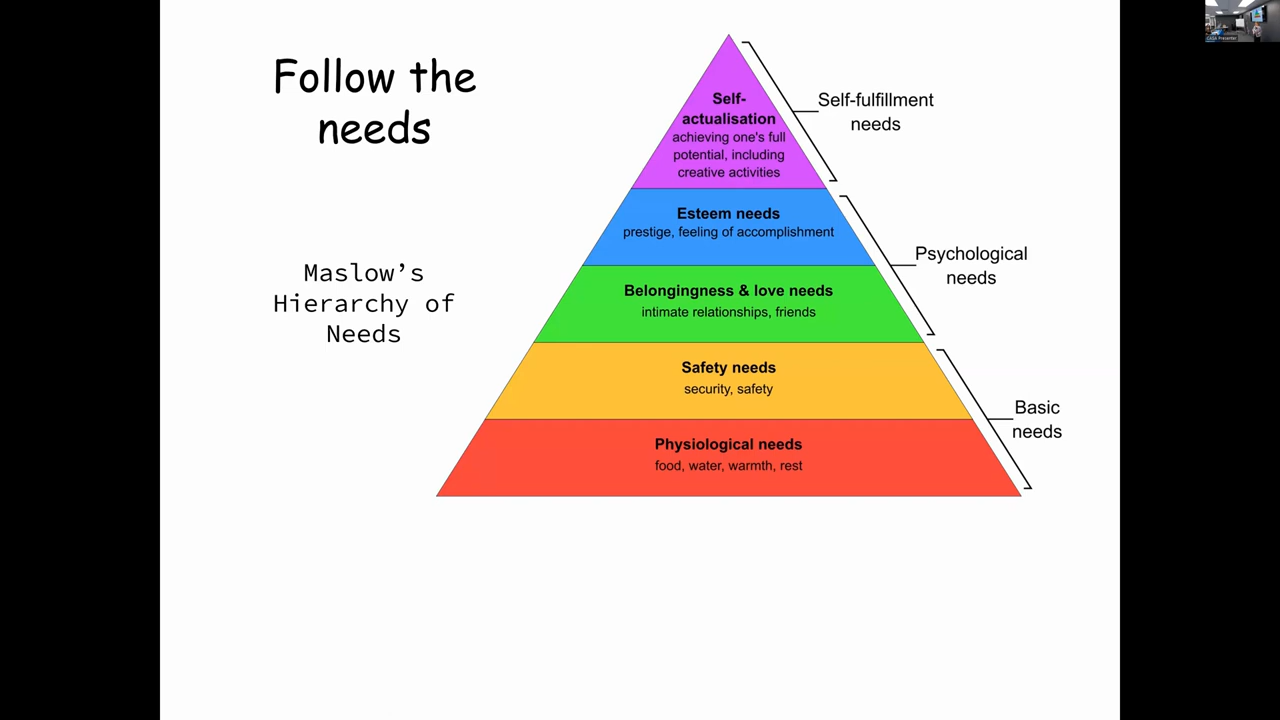 Follow the
needs
Maslow’s
Hierarchy of
Needs
Self-
actualisation
achieving one's full
potential, including
creative activities
Self-fulfillment
needs
Esteem needs
prestige, feeling of accomplishment
Psychological
needs
Belongingness & love needs
intimate relationships, friends
Safety needs
security, safety
Basic
needs
Physiological needs
food, water, warmth, rest
CASA Presenter